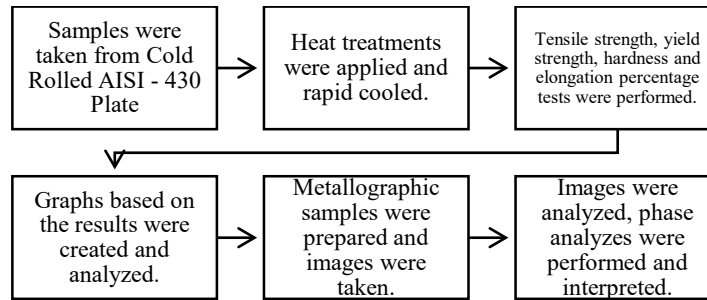 Samples were
taken from Cold
Rolled AISI - 430
Plate
Heat treatments
were applied and
rapid cooled.
Tensile strength, yield
strength, hardness and
elongation percentage
tests were performed.
Graphs based on
the results were
created and
analyzed.
Metallographic
samples were
prepared and
images were
taken.
Images were
analyzed, phase
analyzes were
performed and
interpreted.